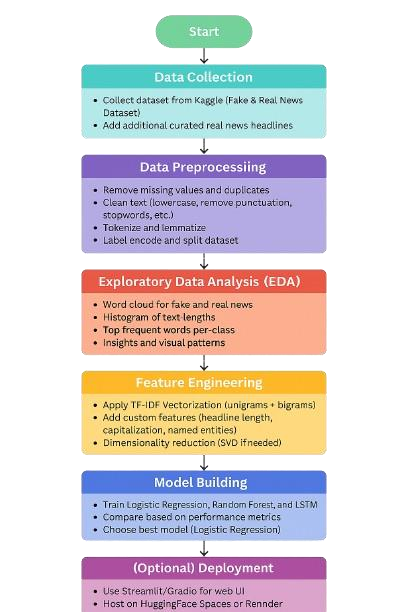 Start
Data Collection
• Collect dataset from Kaggle (Fake & Real News
Dataset)
• Add additional curated real news headlines
Data Preprocessiing
• Remove missing values and duplicates
• Clean text (lowercase, remove punctuation,
stopwords, etc.)
• Tokenize and lemmatize
• Label encode and split dataset
Exploratory Data Analysis (EDA)
• Word cloud for fake and real news
• Histogram of text-lengths
• Top frequent words per-class
• Insights and visual patterns
Feature Engineering
• Apply TF-IDF Vectorization (unigrams + bigrams)
• Add custom features (headline length,
capitalization, named entities)
• Dimensionality reduction (SVD if needed)
Model Building
• Train Logistic Regression, Random Forest, and LSTM
• Compare based on performance metrics
• Choose best model (Logistic Regression)
(Optional) Deployment
• Use Streamlit/Gradio for web UI
• Host on HuggingFace Spaces or Rennder